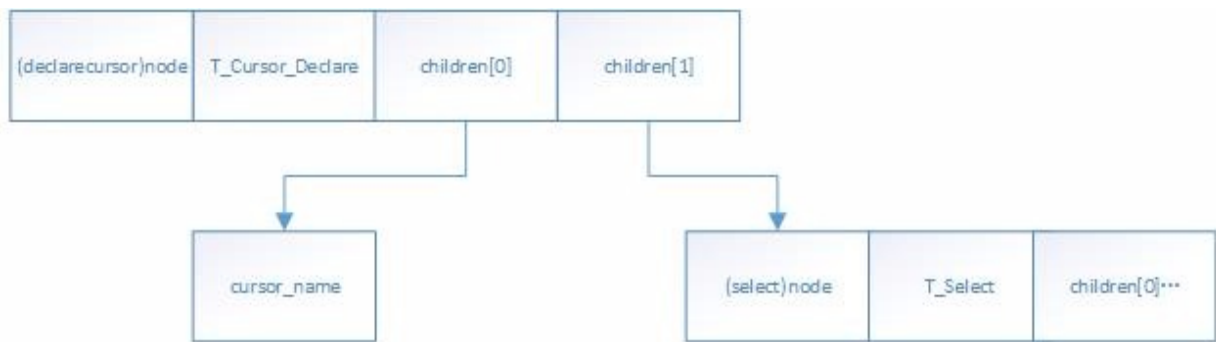 (declarecursor)node T_Cursor_Declare children[0] children[1]
cursor_name (select)node T_Select children[0]···